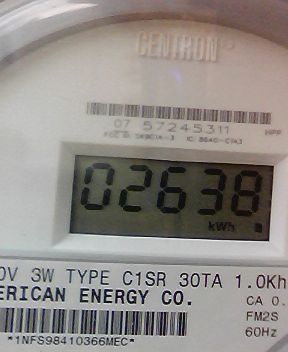 CENTRON
07 57245311
02638
kWh
0V 3W TYPE C1SR 30TA 1.0Kh
ERICAN ENERGY CO.
CA 0.
FM2S
60Hz
*1NFS98410366MEC*